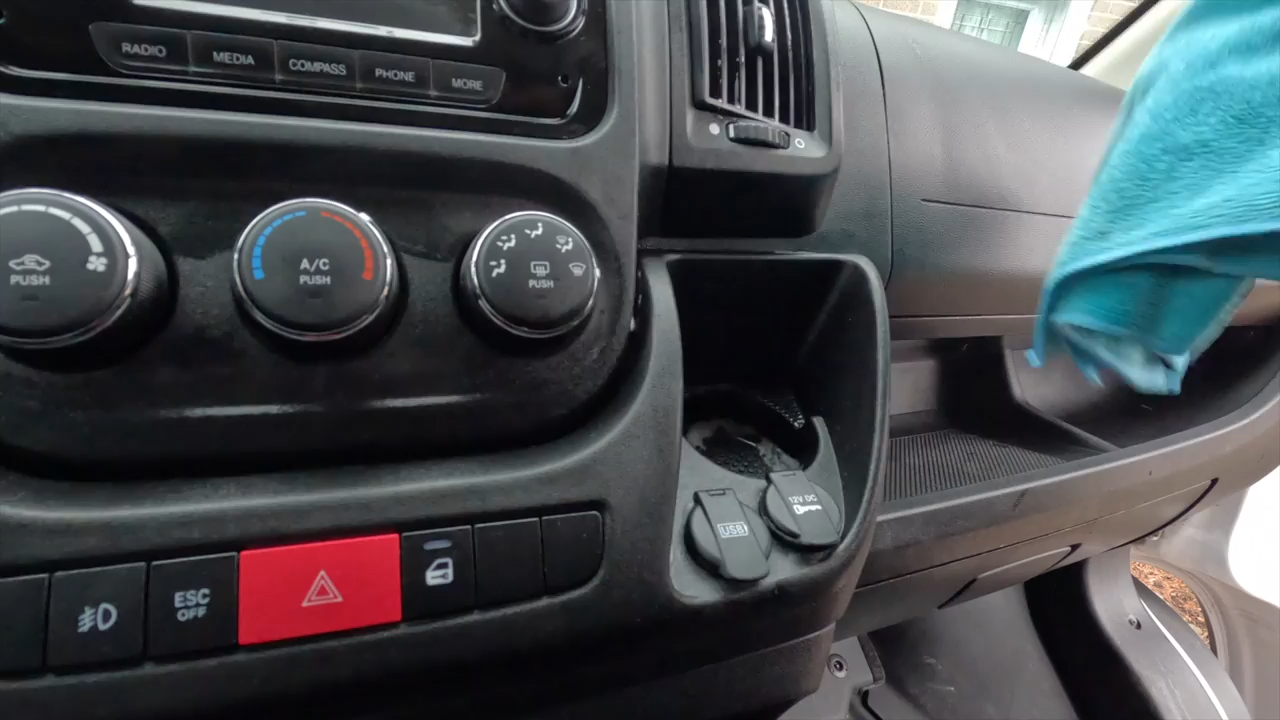 RADIO
MEDIA
COMPASS
PHONE
MORE
PUSH
A/C
PUSH
PUSH
12V DC
USB
ESC
OFF